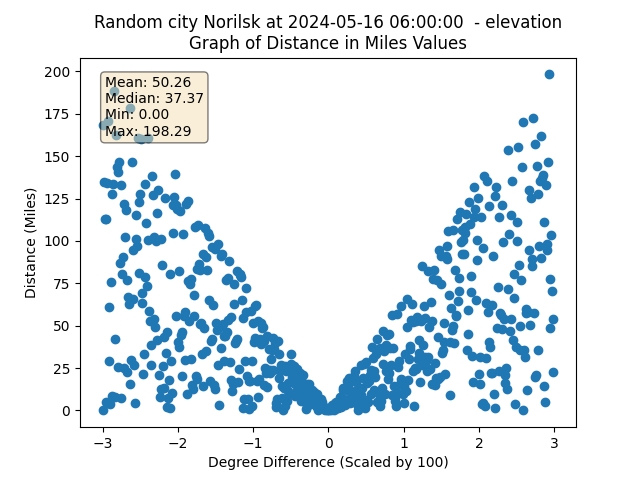 Random city Norilsk at 2024-05-16 06:00:00  - elevation
Graph of Distance in Miles Values
Mean: 50.26
Median: 37.37
Min: 0.00
Max: 198.29
200
175
150
125
100
75
50
25
0
Distance (Miles)
−3 −2 −1 0 1 2 3
Degree Difference (Scaled by 100)